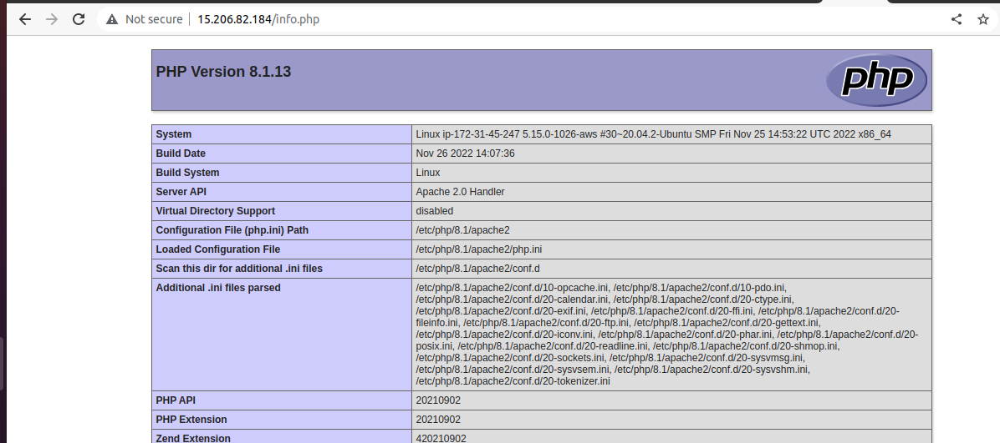 Not secure 15.206.82.184/info.php
PHP Version 8.1.13
php
System Linux ip-172-31-45-247 5.15.0-1026-aws #30~20.04.2-Ubuntu SMP Fri Nov 25 14:53:22 UTC 2022 x86_64
Build Date Nov 26 2022 14:07:36
Build System Linux
Server API Apache 2.0 Handler
Virtual Directory Support disabled
Configuration File (php.ini) Path /etc/php/8.1/apache2
Loaded Configuration File /etc/php/8.1/apache2/php.ini
Scan this dir for additional .ini files /etc/php/8.1/apache2/conf.d
Additional .ini files parsed /etc/php/8.1/apache2/conf.d/10-opcache.ini, /etc/php/8.1/apache2/conf.d/10-pdo.ini,
/etc/php/8.1/apache2/conf.d/20-calendar.ini, /etc/php/8.1/apache2/conf.d/20-ctype.ini,
/etc/php/8.1/apache2/conf.d/20-exif.ini, /etc/php/8.1/apache2/conf.d/20-ffi.ini, /etc/php/8.1/apache2/conf.d/20-
fileinfo.ini, /etc/php/8.1/apache2/conf.d/20-ftp.ini, /etc/php/8.1/apache2/conf.d/20-gettext.ini,
/etc/php/8.1/apache2/conf.d/20-iconv.ini, /etc/php/8.1/apache2/conf.d/20-phar.ini, /etc/php/8.1/apache2/conf.d/20-
posix.ini, /etc/php/8.1/apache2/conf.d/20-readline.ini, /etc/php/8.1/apache2/conf.d/20-shmop.ini,
/etc/php/8.1/apache2/conf.d/20-sockets.ini, /etc/php/8.1/apache2/conf.d/20-sysvmsg.ini,
/etc/php/8.1/apache2/conf.d/20-sysvsem.ini, /etc/php/8.1/apache2/conf.d/20-sysvshm.ini,
/etc/php/8.1/apache2/conf.d/20-tokenizer.ini
PHP API 20210902
PHP Extension 20210902
Zend Extension 420210902